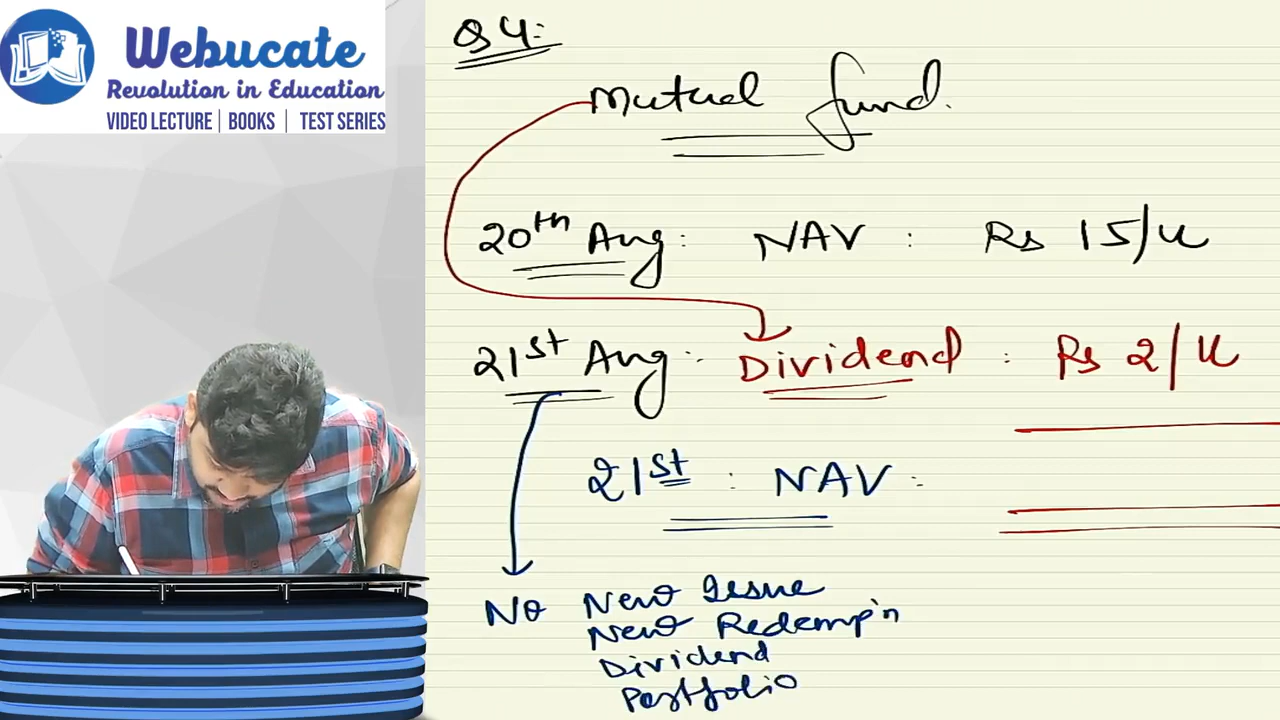 Webucate
Revolution in Education
VIDEO LECTURE | BOOKS | TEST SERIES
Q4:
Mutual fund.
20th Aug: NAV : Rs 15/u
21st Aug:- Dividend : Rs 2/u
21st : NAV :
No New Issue
New Redemp'n
Dividend
Portfolio